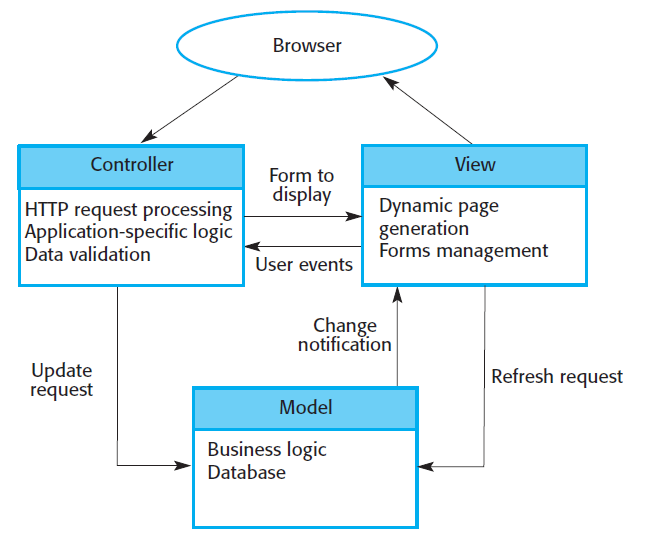 Browser
Controller
HTTP request processing
Application-specific logic
Data validation
Form to
display
User events
View
Dynamic page
generation
Forms management
Update
request
Change
notification
Refresh request
Model
Business logic
Database